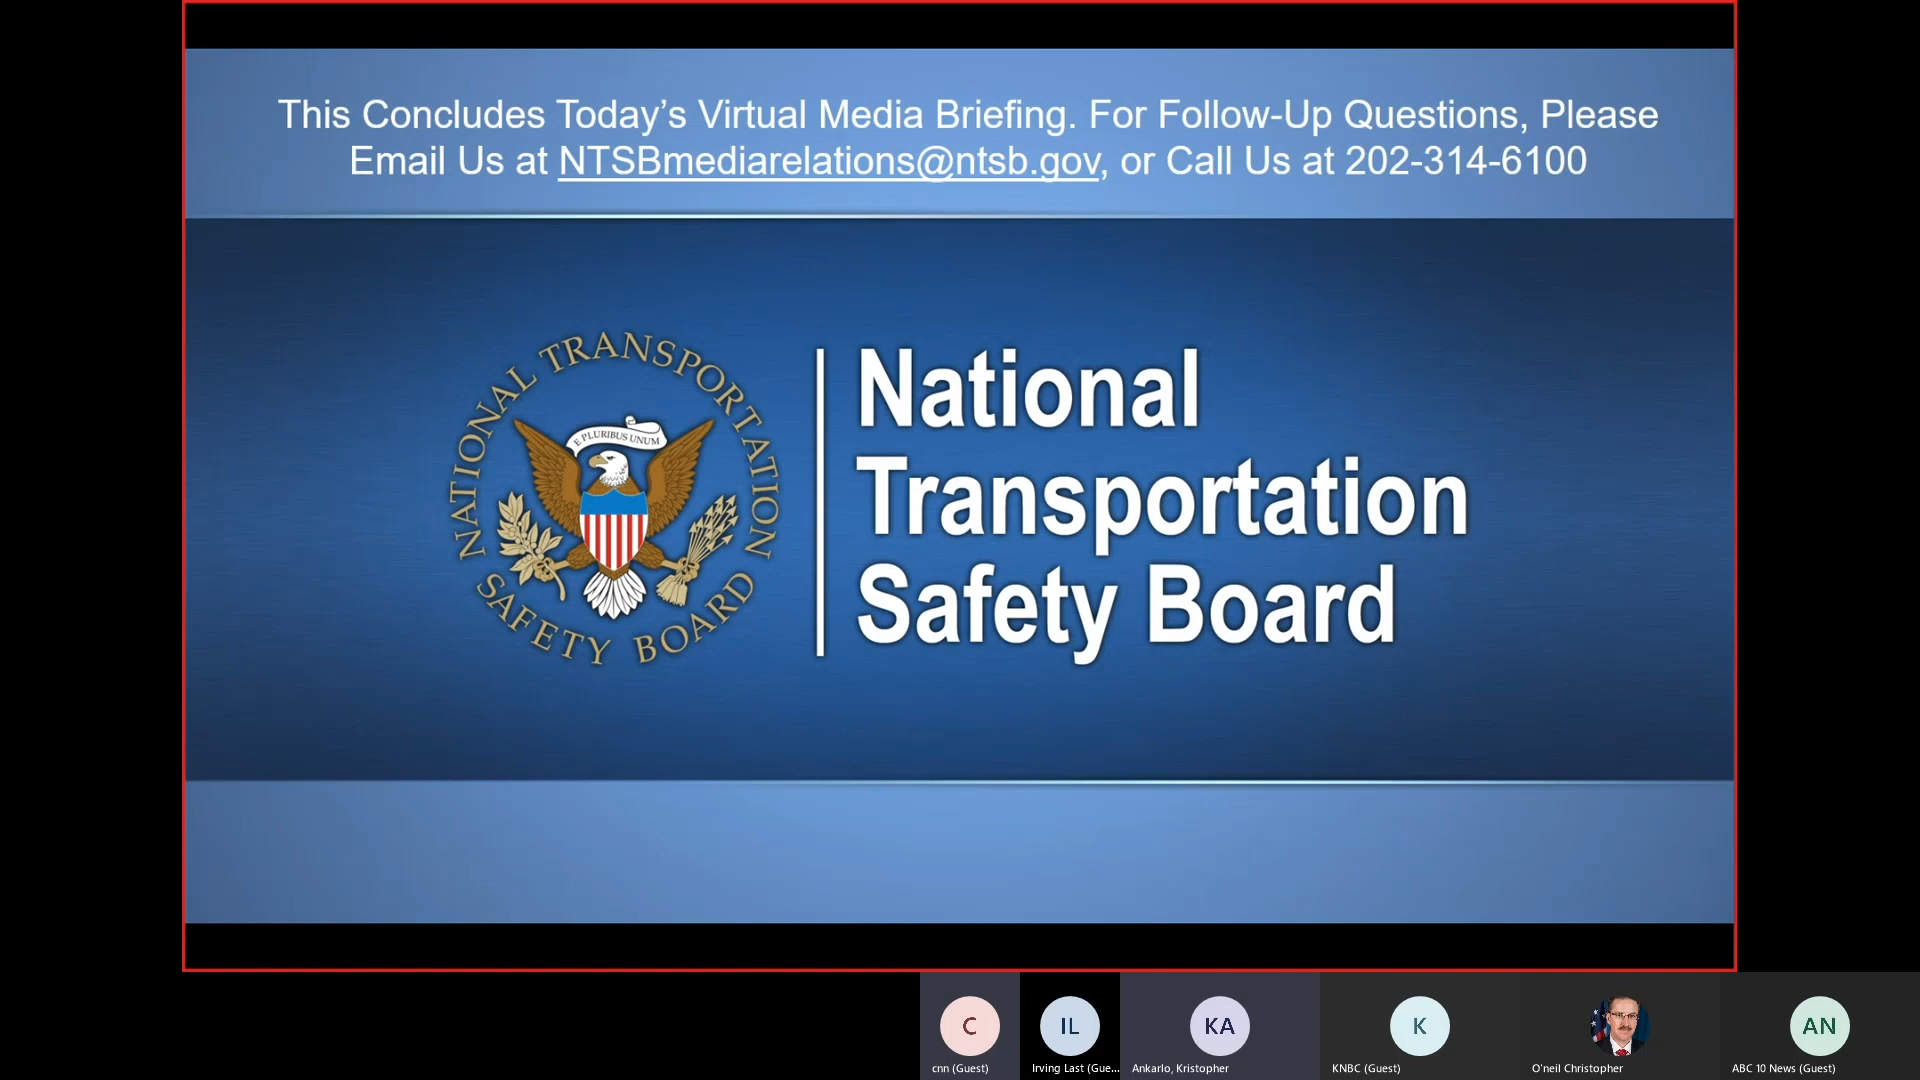 This Concludes Today’s Virtual Media Briefing. For Follow-Up Questions, Please
Email Us at NTSBmediarelations@ntsb.gov, or Call Us at 202-314-6100
NATIONAL TRANSPORTATION
SAFETY BOARD
E PLURIBUS UNUM
National
Transportation
Safety Board
C
IL
KA
K
AN
cnn (Guest)
Irving Last (Gue...
Ankarlo, Kristopher
KNBC (Guest)
O'neil Christopher
ABC 10 News (Guest)